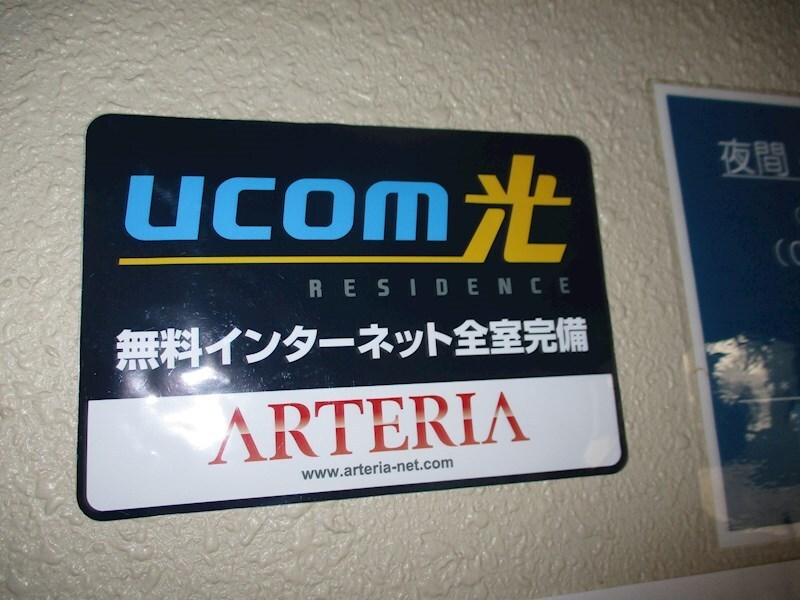 ucom光
RESIDENCE
無料インターネット全室完備
ARTERIA
www.arteria-net.com
夜間